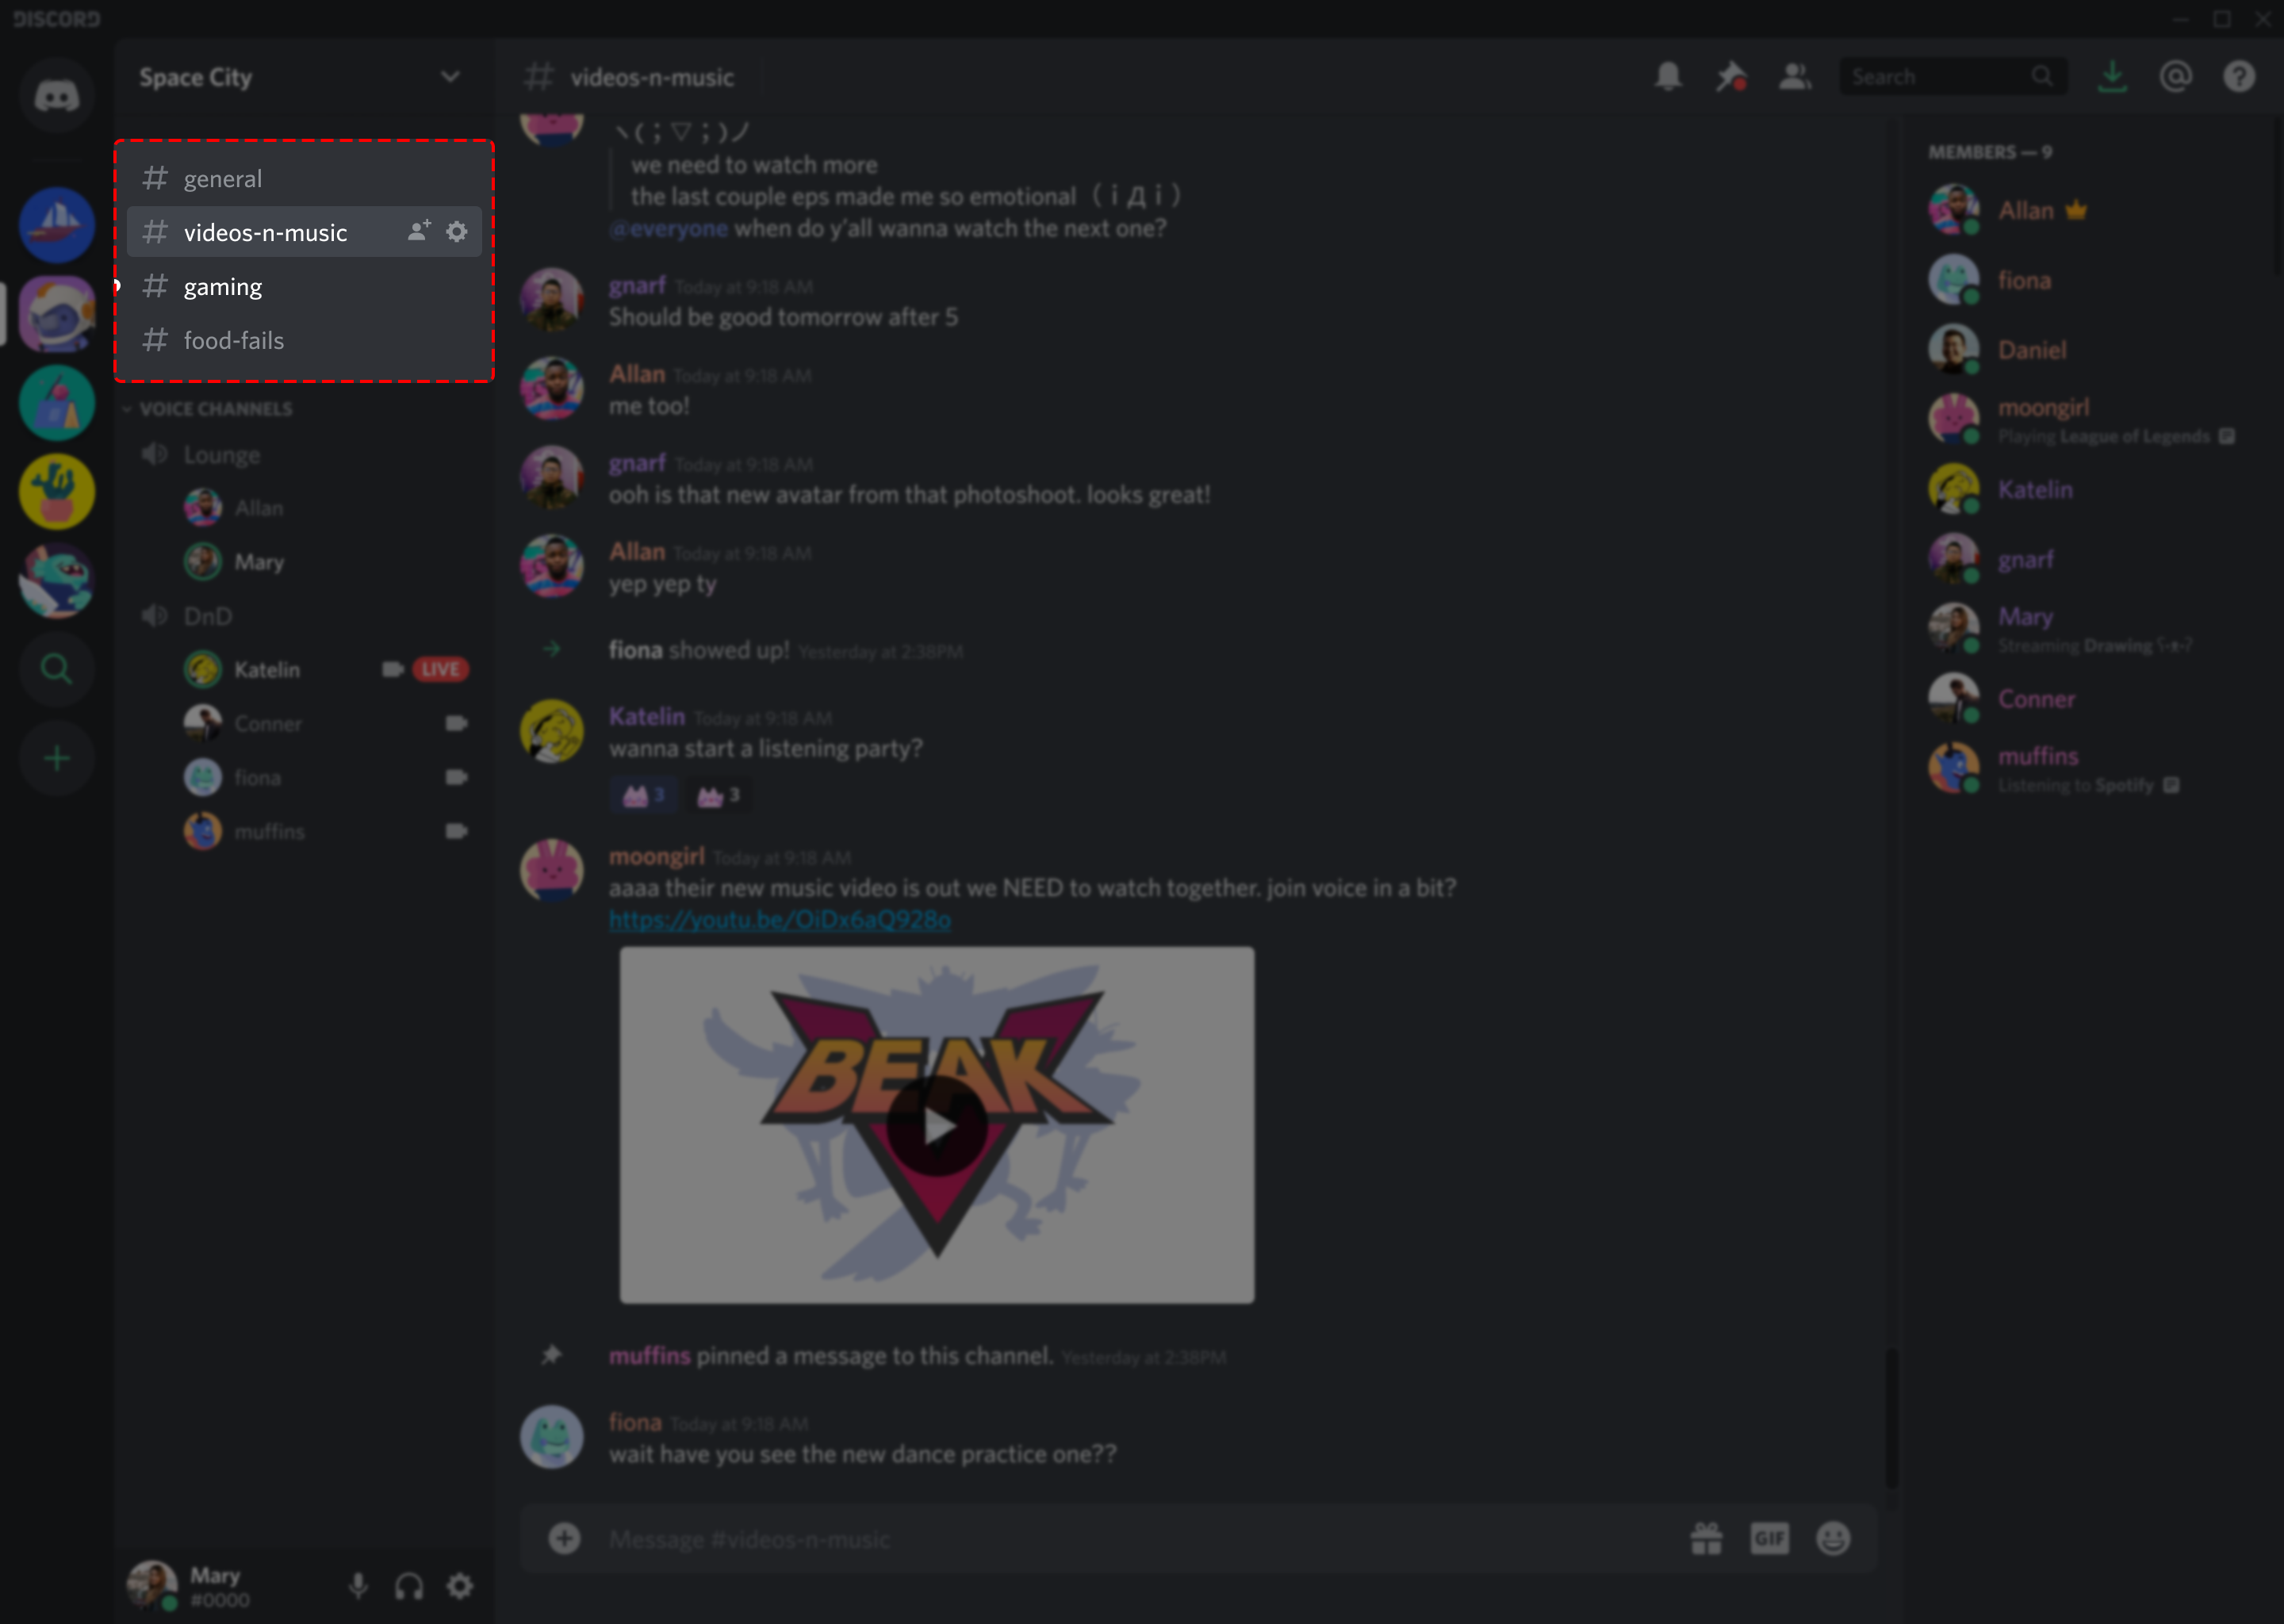 DISCORD
Space City
general
videos-n-music
gaming
food-fails
VOICE CHANNELS
Lounge
Allan
Mary
DnD
Katelin LIVE
Conner
fiona
muffins
Mary
#0000
videos-n-music
Search
ヽ(；▽；)ノ
we need to watch more
the last couple eps made me so emotional（ｉДｉ）
@everyone when do y’all wanna watch the next one?
gnarf Today at 9:18 AM
Should be good tomorrow after 5
Allan Today at 9:18 AM
me too!
gnarf Today at 9:18 AM
ooh is that new avatar from that photoshoot. looks great!
Allan Today at 9:18 AM
yep yep ty
fiona showed up! Yesterday at 2:38PM
Katelin Today at 9:18 AM
wanna start a listening party?
3 3
moongirl Today at 9:18 AM
aaaa their new music video is out we NEED to watch together. join voice in a bit?
https://youtu.be/OiDx6aQ928o
BEAK
muffins pinned a message to this channel. Yesterday at 2:38PM
fiona Today at 9:18 AM
wait have you see the new dance practice one??
Message #videos-n-music
GIF
MEMBERS — 9
Allan
fiona
Daniel
moongirl
Playing League of Legends
Katelin
gnarf
Mary
Streaming Drawing
Conner
muffins
Listening to Spotify